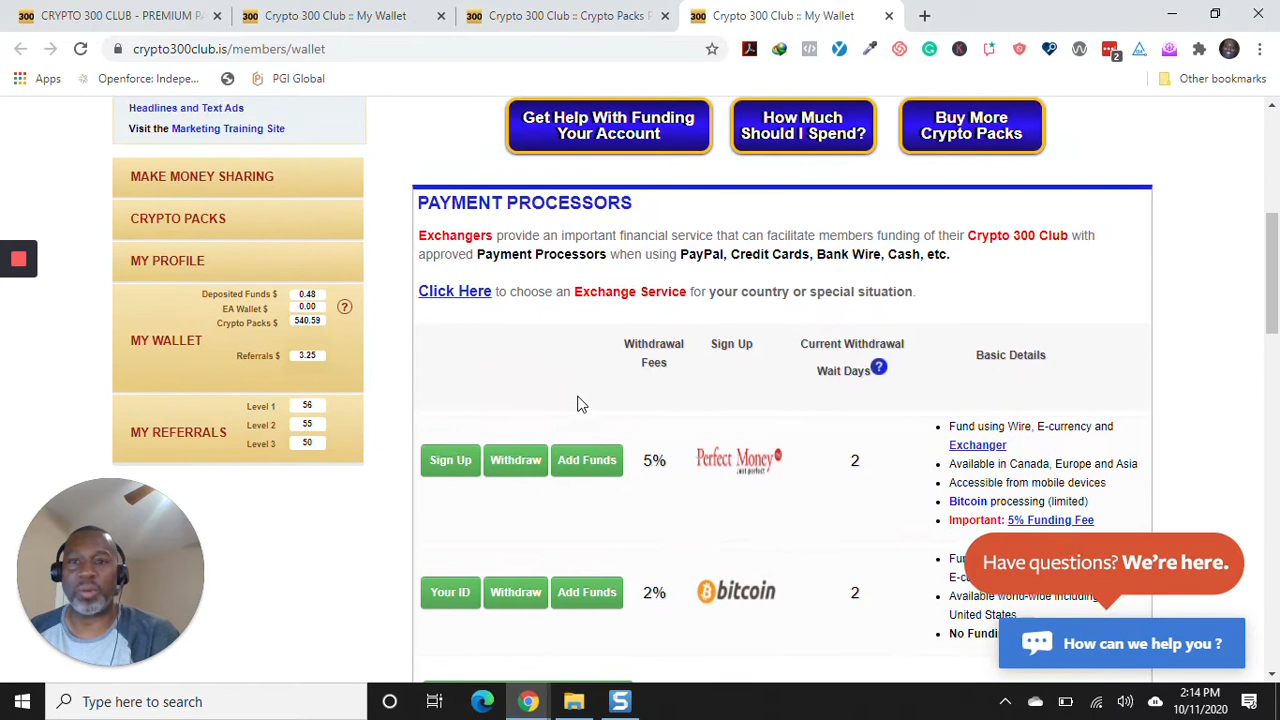 CRYPTO 300 CLUB - PREMIUM PA
Crypto 300 Club :: My Wallet
Crypto 300 Club :: Crypto Packs P
Crypto 300 Club :: My Wallet
crypto300club.is/members/wallet
2
Apps
Openforce: Indepe...
PGI Global
Other bookmarks
Headlines and Text Ads
Visit the Marketing Training Site
MAKE MONEY SHARING
CRYPTO PACKS
MY PROFILE
MY WALLET
Deposited Funds $ 0.48
EA Wallet $ 0.00
Crypto Packs $ 540.59
Referrals $ 3.25
?
MY REFERRALS
Level 1 56
Level 2 55
Level 3 50
Get Help With Funding
Your Account
How Much
Should I Spend?
Buy More
Crypto Packs
PAYMENT PROCESSORS
Exchangers provide an important financial service that can facilitate members funding of their Crypto 300 Club with
approved Payment Processors when using PayPal, Credit Cards, Bank Wire, Cash, etc.
Click Here to choose an Exchange Service for your country or special situation.
Withdrawal
Fees
Sign Up
Current Withdrawal
Wait Days ?
Basic Details
Sign Up Withdraw Add Funds 5% Perfect Money 2
...just perfect
Fund using Wire, E-currency and
Exchanger
Available in Canada, Europe and Asia
Accessible from mobile devices
Bitcoin processing (limited)
Important: 5% Funding Fee
Your ID Withdraw Add Funds 2% bitcoin 2
Fu
E-c
Available world-wide including
United States
No Fundi
Have questions? We're here.
How can we help you ?
Type here to search
2:14 PM
10/11/2020